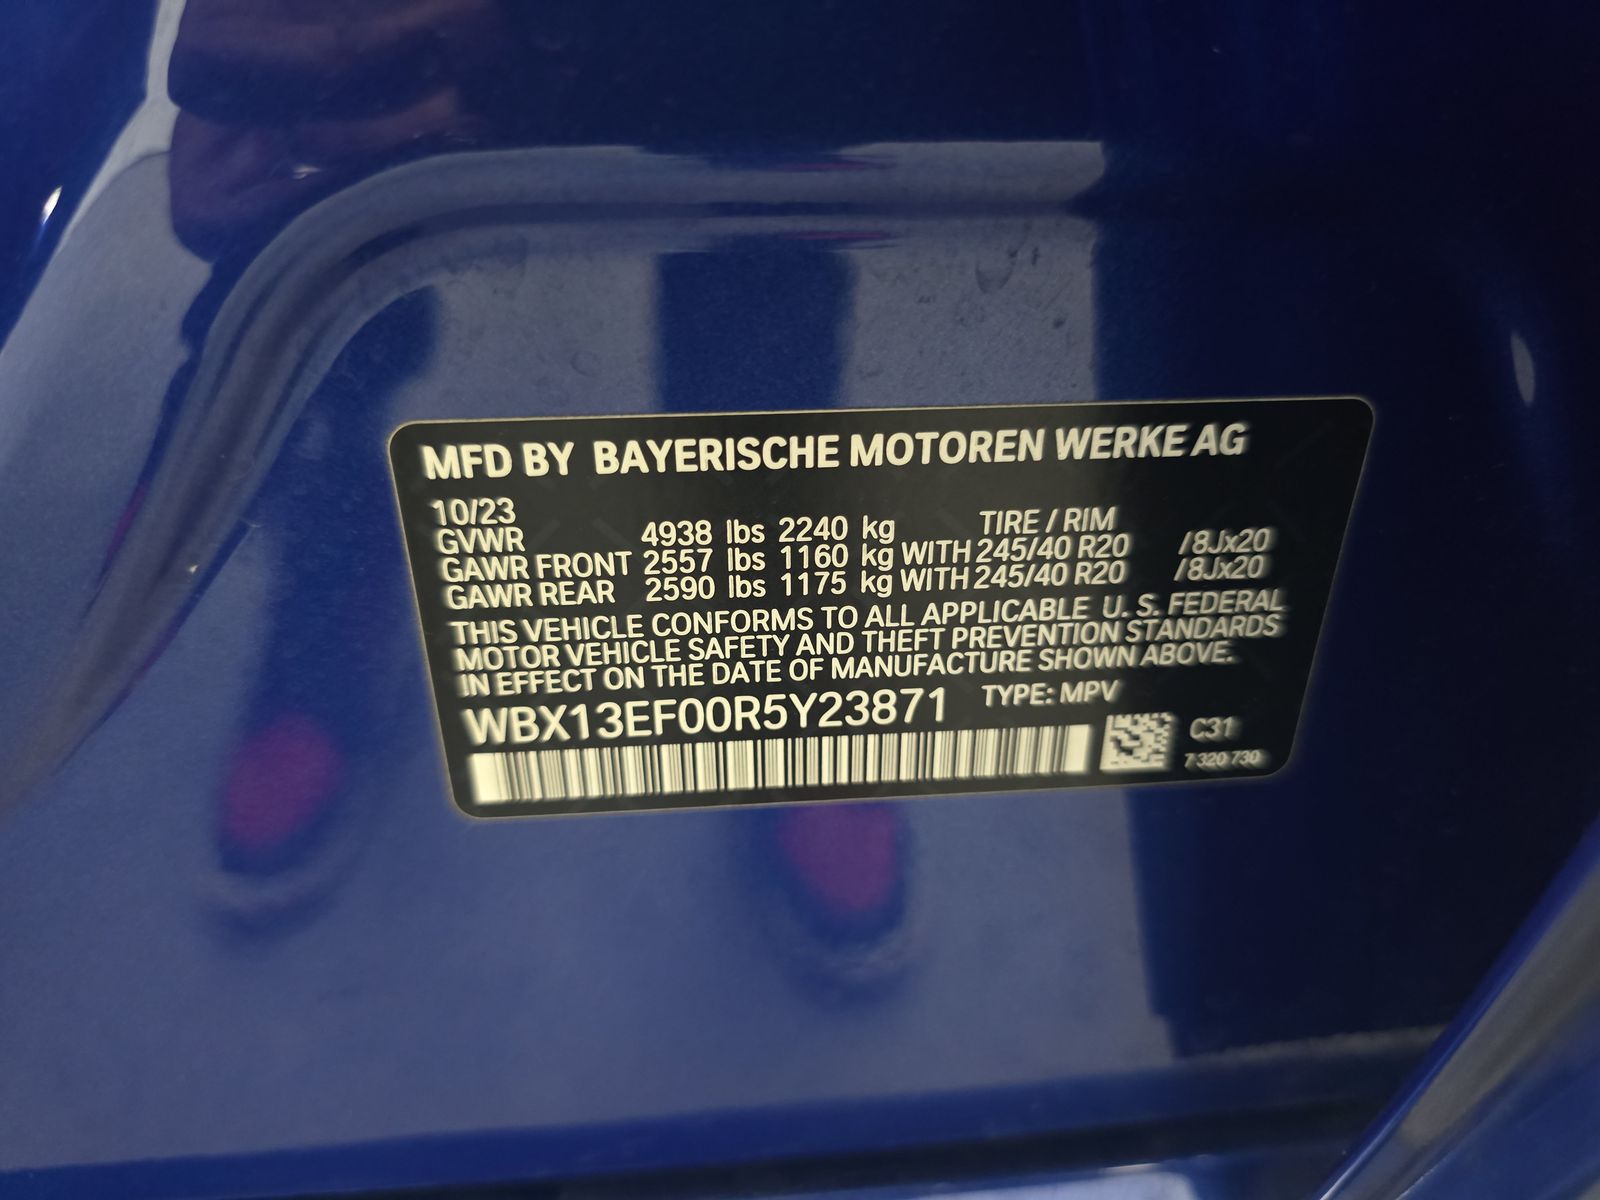 MFD BY BAYERISCHE MOTOREN WERKE AG
10/23 TIRE / RIM
GVWR 4938 lbs 2240 kg
GAWR FRONT 2557 lbs 1160 kg WITH 245/40 R20 /8Jx20
GAWR REAR 2590 lbs 1175 kg WITH 245/40 R20 /8Jx20
THIS VEHICLE CONFORMS TO ALL APPLICABLE U. S. FEDERAL
MOTOR VEHICLE SAFETY AND THEFT PREVENTION STANDARDS
IN EFFECT ON THE DATE OF MANUFACTURE SHOWN ABOVE.
WBX13EF00R5Y23871 TYPE: MPV
C31
7 320 730